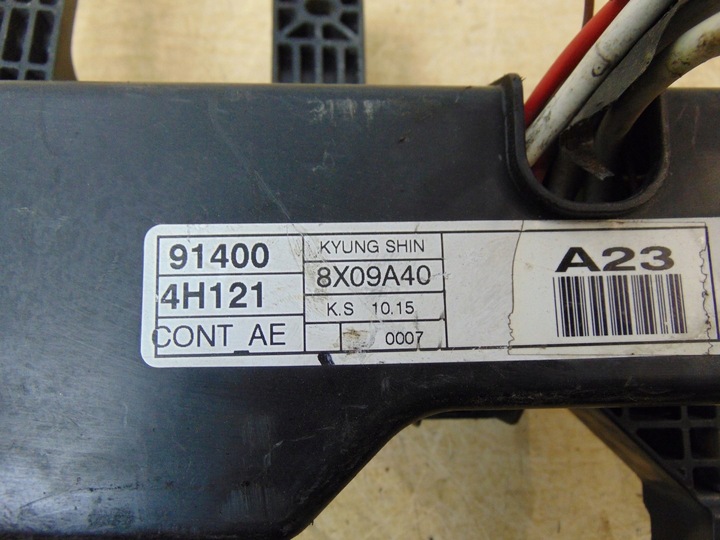 91400
4H121
CONT_AE
KYUNG SHIN
8X09A40
K.S 10.15
0007
A23